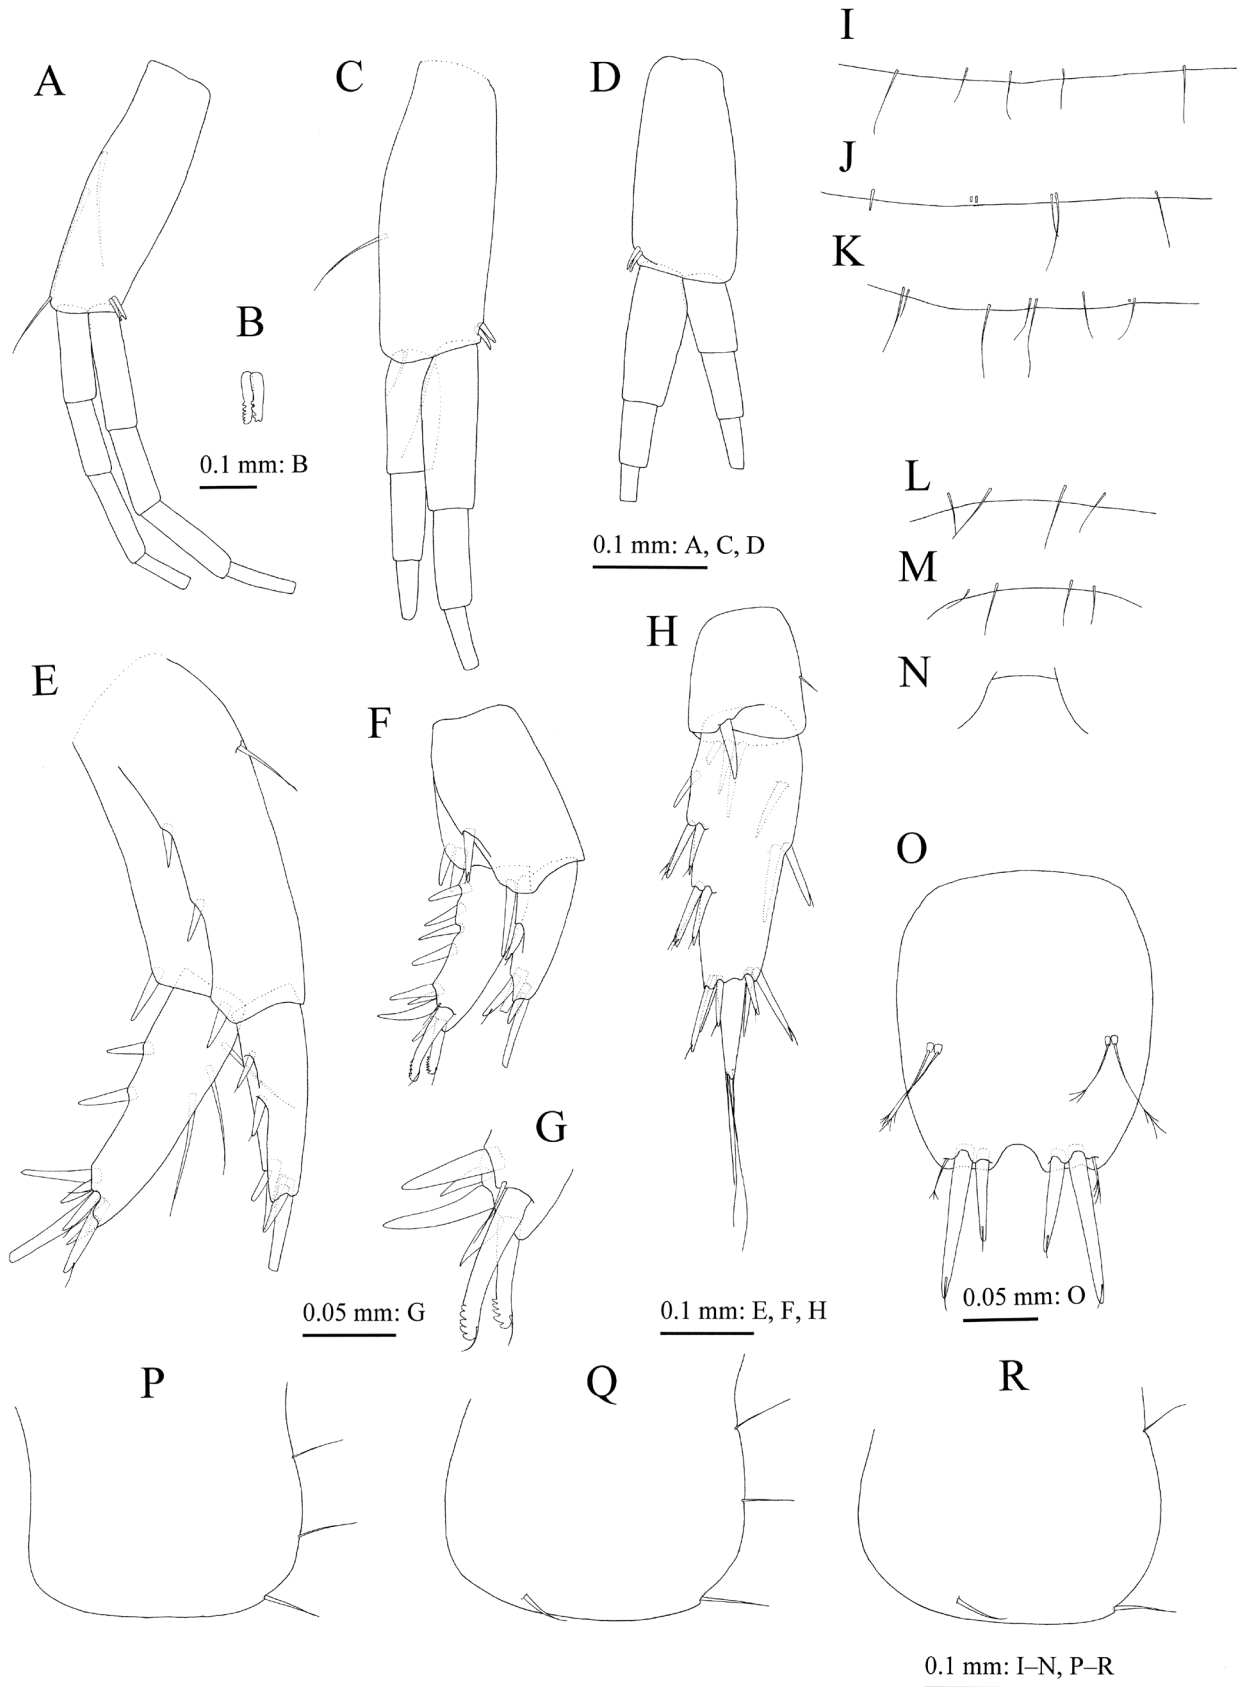 I
A
C
D
J
K
B
0.1 mm: B
L
0.1 mm: A, C, D
M
H
E
N
F
O
G
0.05 mm: G
0.1 mm: E, F, H
0.05 mm: O
P
Q
R
0.1 mm: I–N, P–R